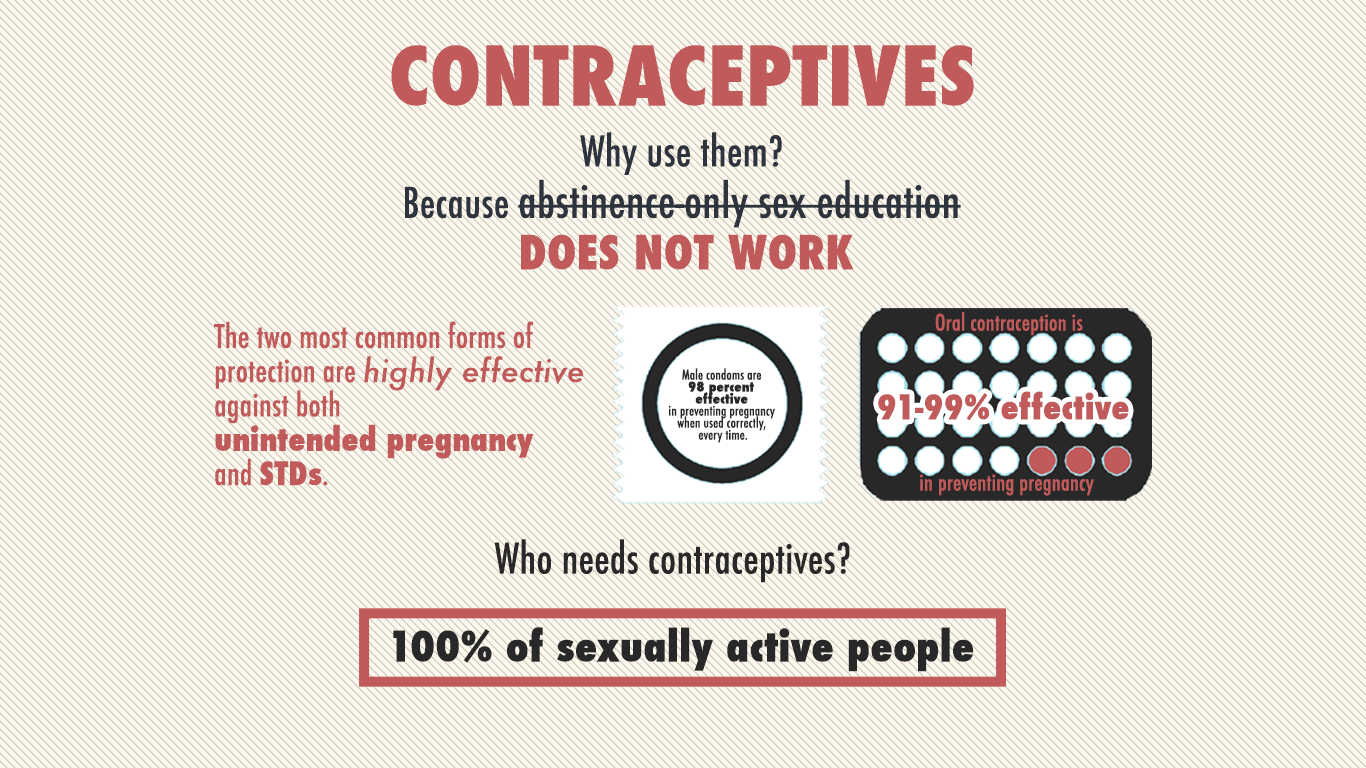 CONTRACEPTIVES
Why use them?
Because abstinence-only sex education
DOES NOT WORK
The two most common forms of
protection are highly effective
against both
unintended pregnancy
and STDs.
Male condoms are
98 percent
effective
in preventing pregnancy
when used correctly,
every time.
Oral contraception is
91-99% effective
in preventing pregnancy
Who needs contraceptives?
100% of sexually active people